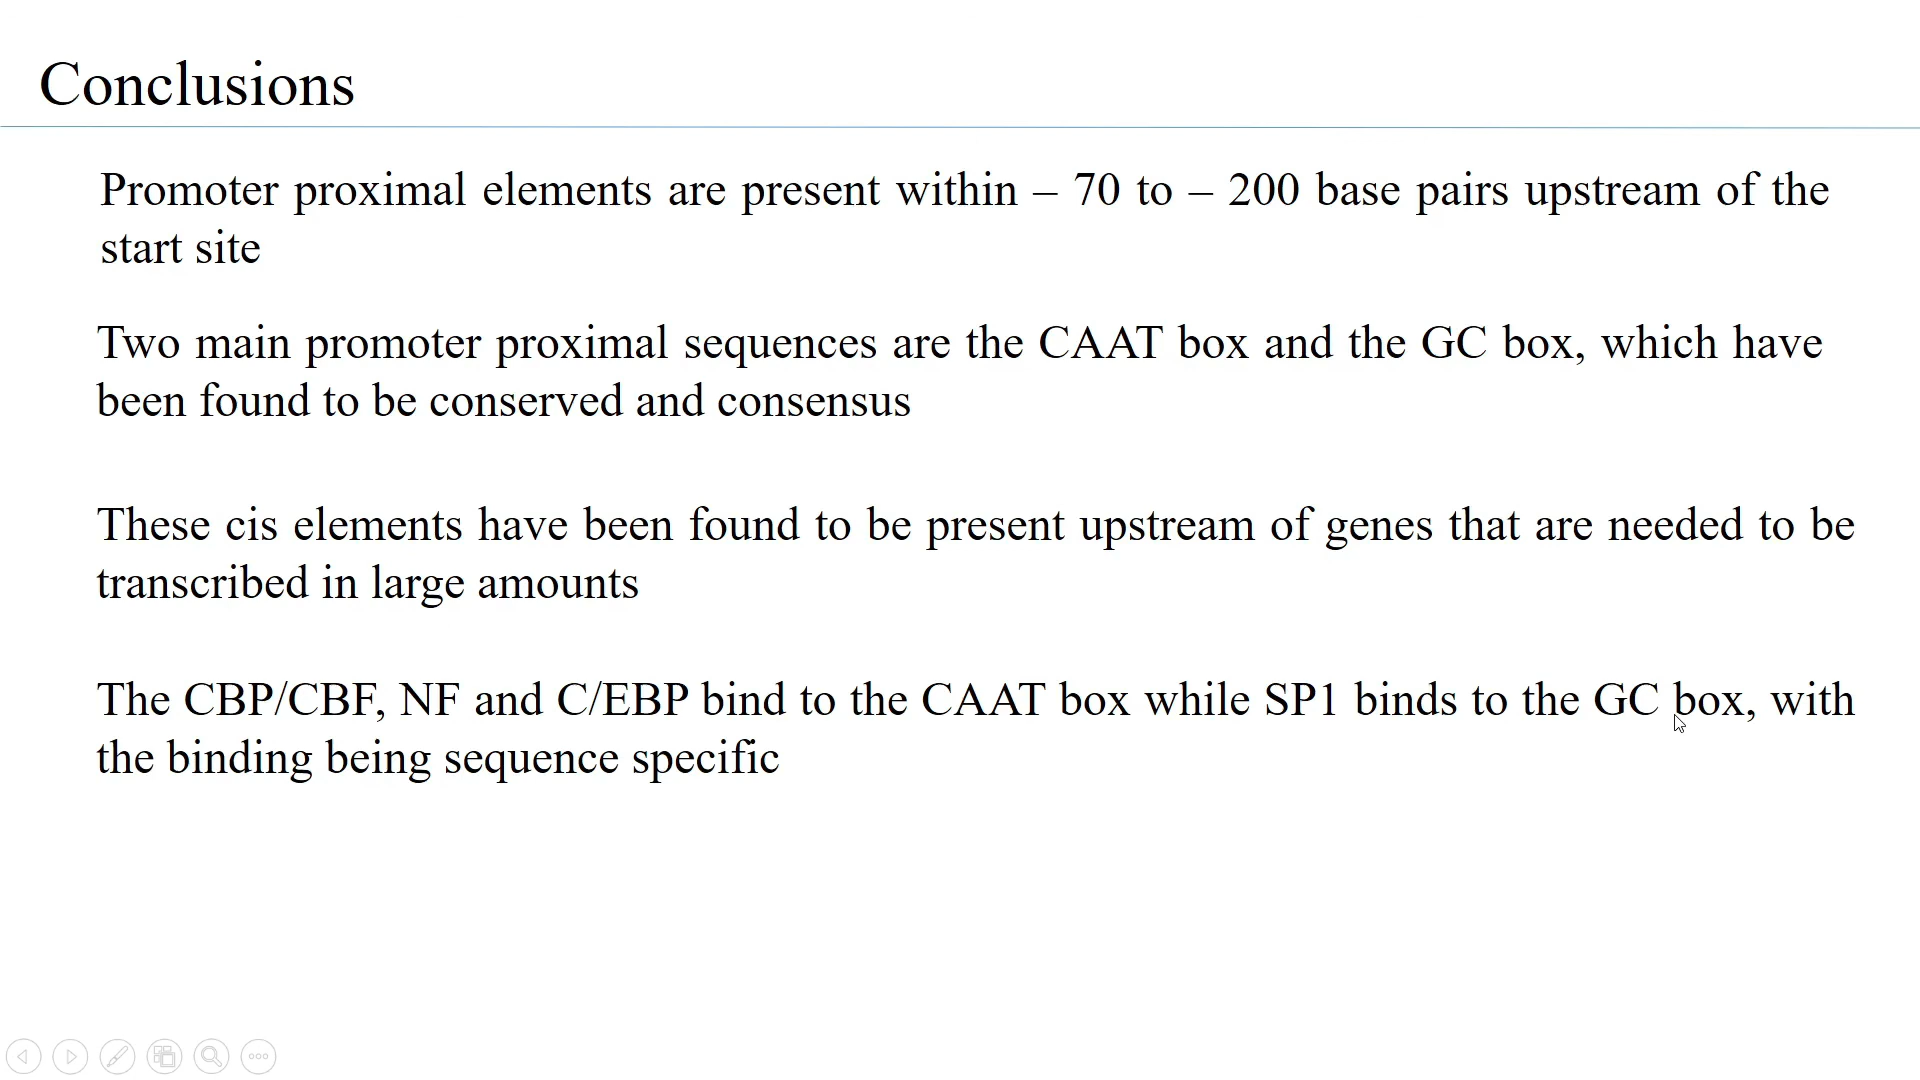 Conclusions
Promoter proximal elements are present within – 70 to – 200 base pairs upstream of the
start site
Two main promoter proximal sequences are the CAAT box and the GC box, which have
been found to be conserved and consensus
These cis elements have been found to be present upstream of genes that are needed to be
transcribed in large amounts
The CBP/CBF, NF and C/EBP bind to the CAAT box while SP1 binds to the GC box, with
the binding being sequence specific